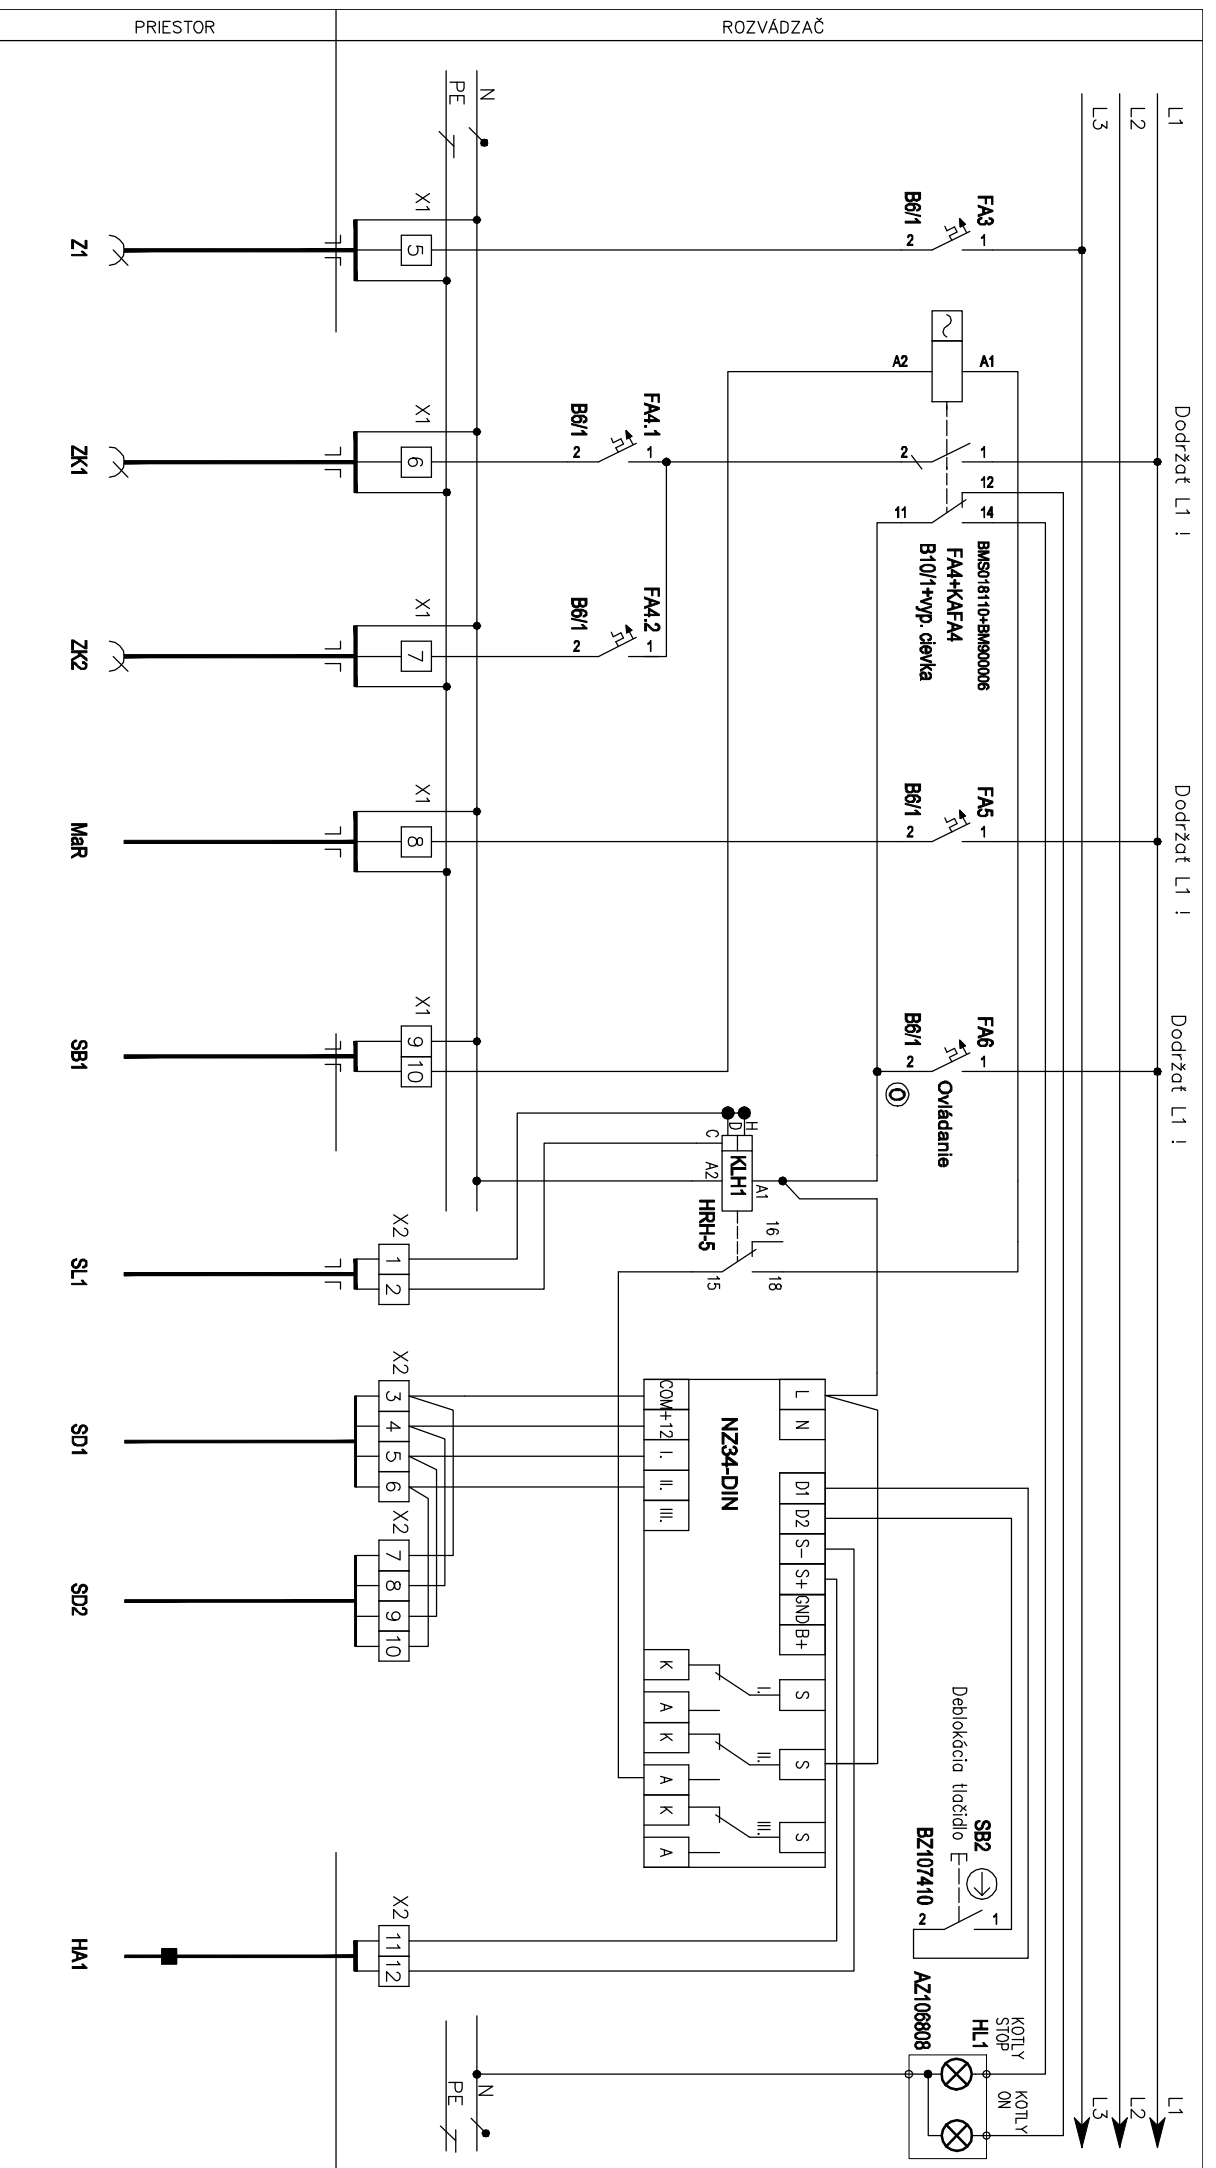 PRIESTOR
ROZVÁDZAČ
L1
L2
L3
N
PE
Dodržať L1 !
Dodržať L1 !
Dodržať L1 !
FA3
B6/1
1
2
X1
5
Z1
A1
A2
1
2
12
14
11
BMS018110+BM900006
FA4+KAFA4
B10/1+vyp. cievka
FA4.1
B6/1
1
2
X1
6
ZK1
FA4.2
B6/1
1
2
X1
7
ZK2
FA5
B6/1
1
2
X1
8
MaR
FA6
B6/1
1
2
Ovládanie
O
X1
9
10
SB1
H
D
C
KLH1
A1
A2
HRH-5
16
15
18
X2
1
2
SL1
X2
3
4
5
6
SD1
X2
7
8
9
10
SD2
NZ34-DIN
L
N
D1
D2
S-
S+
GND
B+
COM
+12
I.
II.
III.
K
A
K
A
K
A
I.
II.
III.
S
S
S
Deblokácia tlačidlo
SB2
BZ107410
1
2
X2
11
12
HA1
AZ106808
HL1
KOTLY
STOP
KOTLY
ON
N
PE
L1
L2
L3